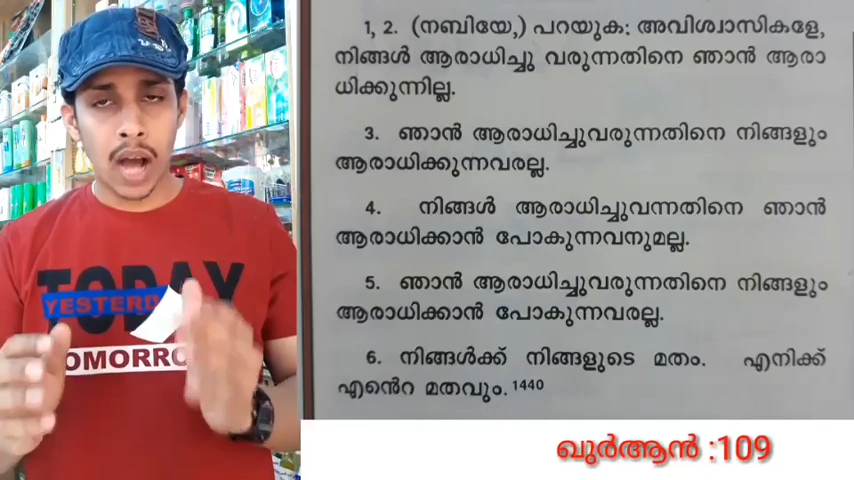 TODAY
YESTERD
TOMORRO
1, 2. (നബിയേ,) പറയുക: അവിശ്വാസികളേ,
നിങ്ങൾ ആരാധിച്ചു വരുന്നതിനെ ഞാൻ ആരാ
ധിക്കുന്നില്ല.
3. ഞാൻ ആരാധിച്ചുവരുന്നതിനെ നിങ്ങളും
ആരാധിക്കുന്നവരല്ല.
4. നിങ്ങൾ ആരാധിച്ചുവന്നതിനെ ഞാൻ
ആരാധിക്കാൻ പോകുന്നവനുമല്ല.
5. ഞാൻ ആരാധിച്ചുവരുന്നതിനെ നിങ്ങളും
ആരാധിക്കാൻ പോകുന്നവരല്ല.
6. നിങ്ങൾക്ക് നിങ്ങളുടെ മതം. എനിക്ക്
എന്റെ മതവും.1440
ഖുർആൻ :109